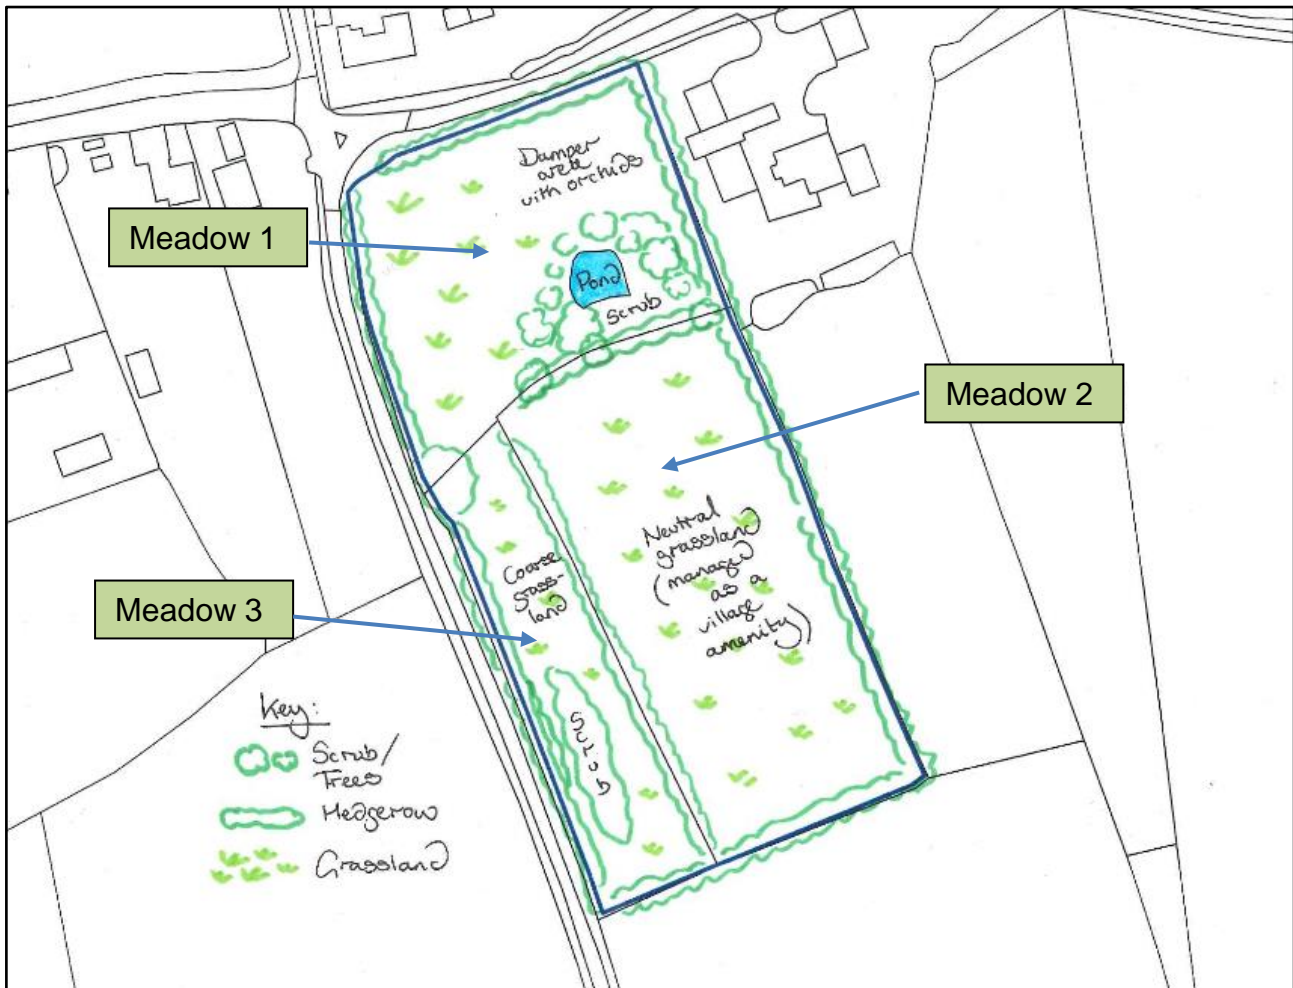 Damper
area
with orchids
Meadow 1
Pond
Scrub
Meadow 2
Neutral
grassland
(managed
as a
village
amenity)
Coarse
grass-
land
Meadow 3
Scrub
Key:
Scrub/
Trees
Hedgerow
Grassland